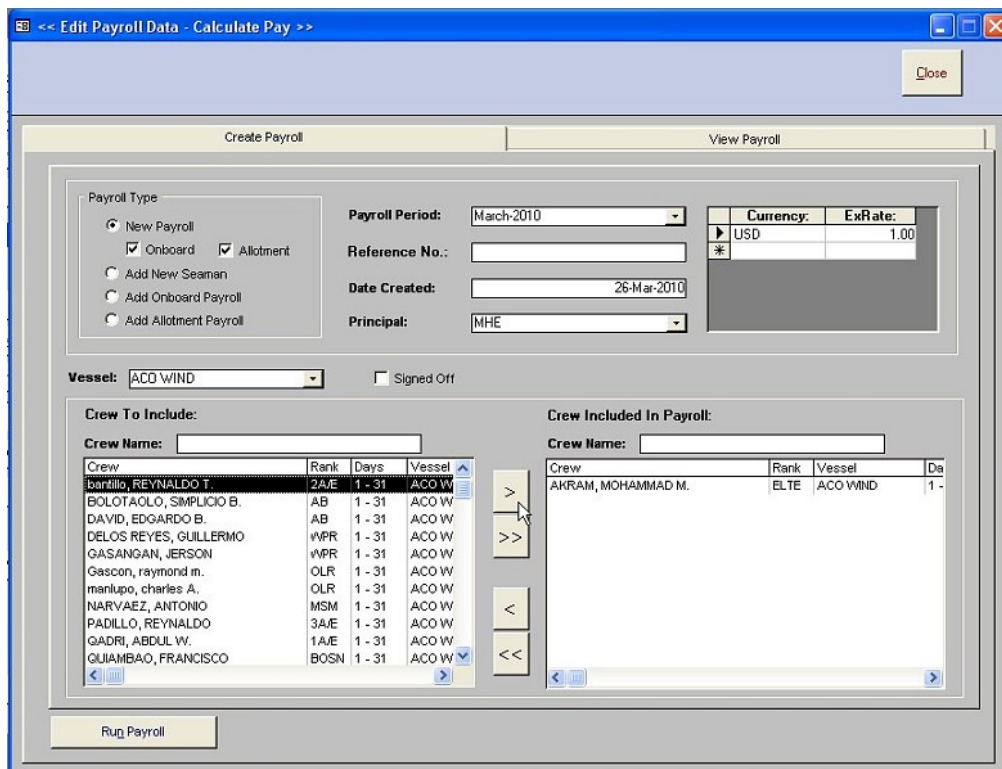 << Edit Payroll Data - Calculate Pay >>
Close
Create Payroll
View Payroll
Payroll Type
New Payroll
Onboard Allotment
Add New Seaman
Add Onboard Payroll
Add Allotment Payroll
Payroll Period: March-2010
Reference No.:
Date Created: 26-Mar-2010
Principal: MHE
Currency: ExRate:
USD 1.00
Vessel: ACO WIND
Signed Off
Crew To Include:
Crew Name:
Crew Rank Days Vessel
bantillo, REYNALDO T. 2A/E 1 - 31 ACO W
BOLOTAOLO, SIMPLICIO B. AB 1 - 31 ACO W
DAVID, EDGARDO B. AB 1 - 31 ACO W
DELOS REYES, GUILLERMO WPR 1 - 31 ACO W
GASANGAN, JERSON WPR 1 - 31 ACO W
Gascon, raymond m. OLR 1 - 31 ACO W
manlupo, charles A. OLR 1 - 31 ACO W
NARVAEZ, ANTONIO MSM 1 - 31 ACO W
PADILLO, REYNALDO 3A/E 1 - 31 ACO W
QADRI, ABDUL W. 1A/E 1 - 31 ACO W
QUIAMBAO, FRANCISCO BOSN 1 - 31 ACO W
>
>>
<
<<
Crew Included In Payroll:
Crew Name:
Crew Rank Vessel Da
AKRAM, MOHAMMAD M. ELTE ACO WIND 1 -
Run Payroll